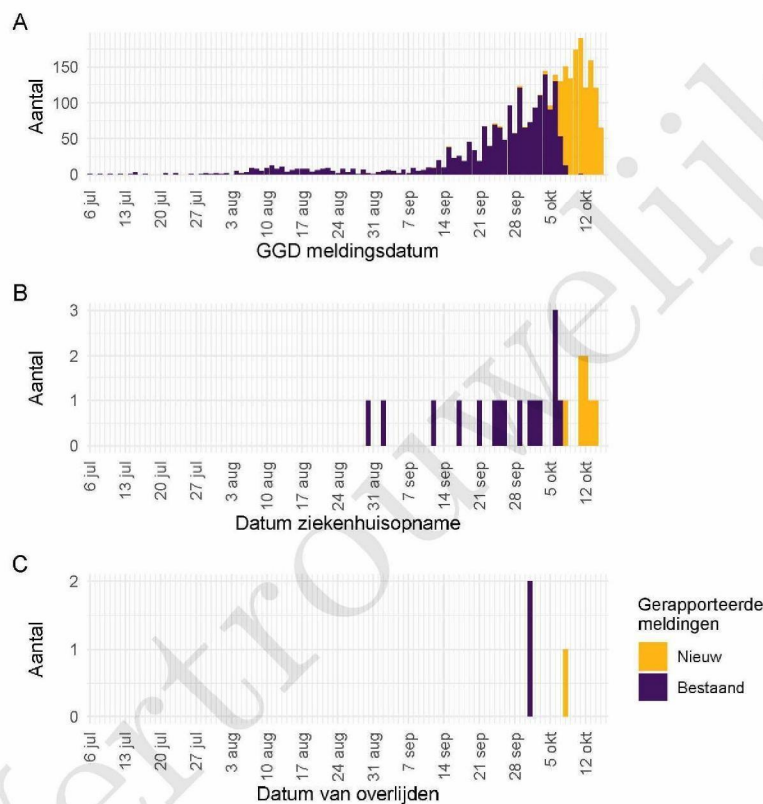 A
Aantal
150
100
50
0
6 jul
13 jul
20 jul
27 jul
3 aug
10 aug
17 aug
24 aug
31 aug
7 sep
14 sep
21 sep
28 sep
5 okt
12 okt
GGD meldingsdatum
B
Aantal
3
2
1
0
6 jul
13 jul
20 jul
27 jul
3 aug
10 aug
17 aug
24 aug
31 aug
7 sep
14 sep
21 sep
28 sep
5 okt
12 okt
Datum ziekenhuisopname
C
Aantal
2
1
0
6 jul
13 jul
20 jul
27 jul
3 aug
10 aug
17 aug
24 aug
31 aug
7 sep
14 sep
21 sep
28 sep
5 okt
12 okt
Datum van overlijden
Gerapporteerde
meldingen
Nieuw
Bestaand